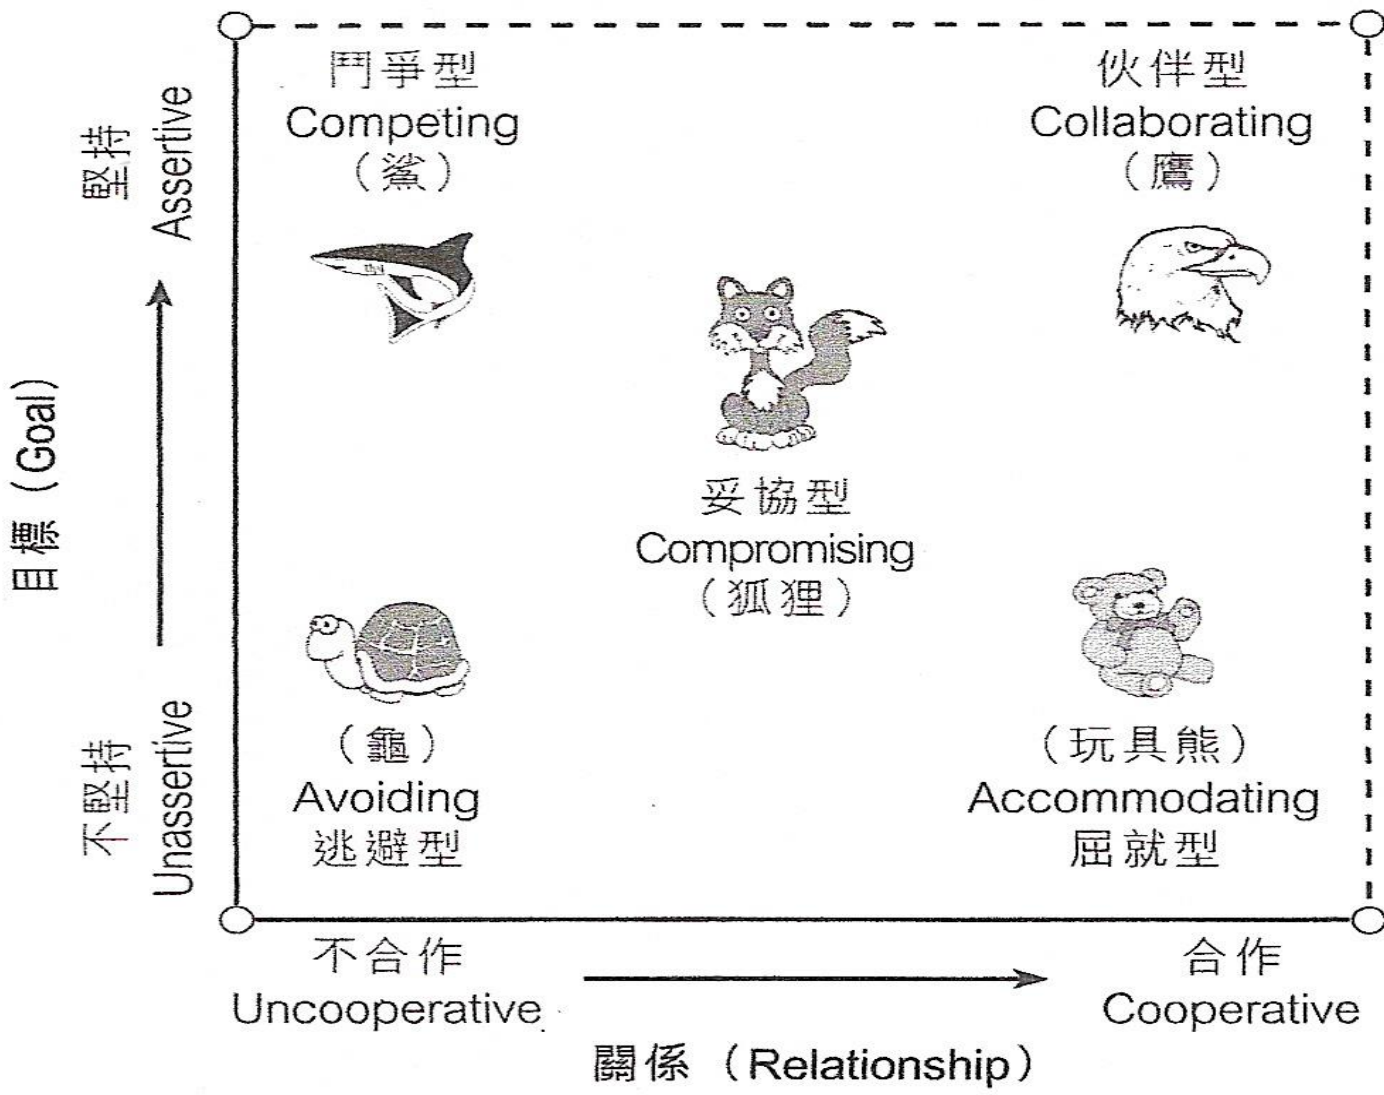 鬥爭型
Competing
（鯊）
伙伴型
Collaborating
（鷹）
堅持
Assertive
目標（Goal）
妥協型
Compromising
（狐狸）
（龜）
Avoiding
逃避型
（玩具熊）
Accommodating
屈就型
不堅持
Unassertive
不合作
Uncooperative
合作
Cooperative
關係（Relationship）